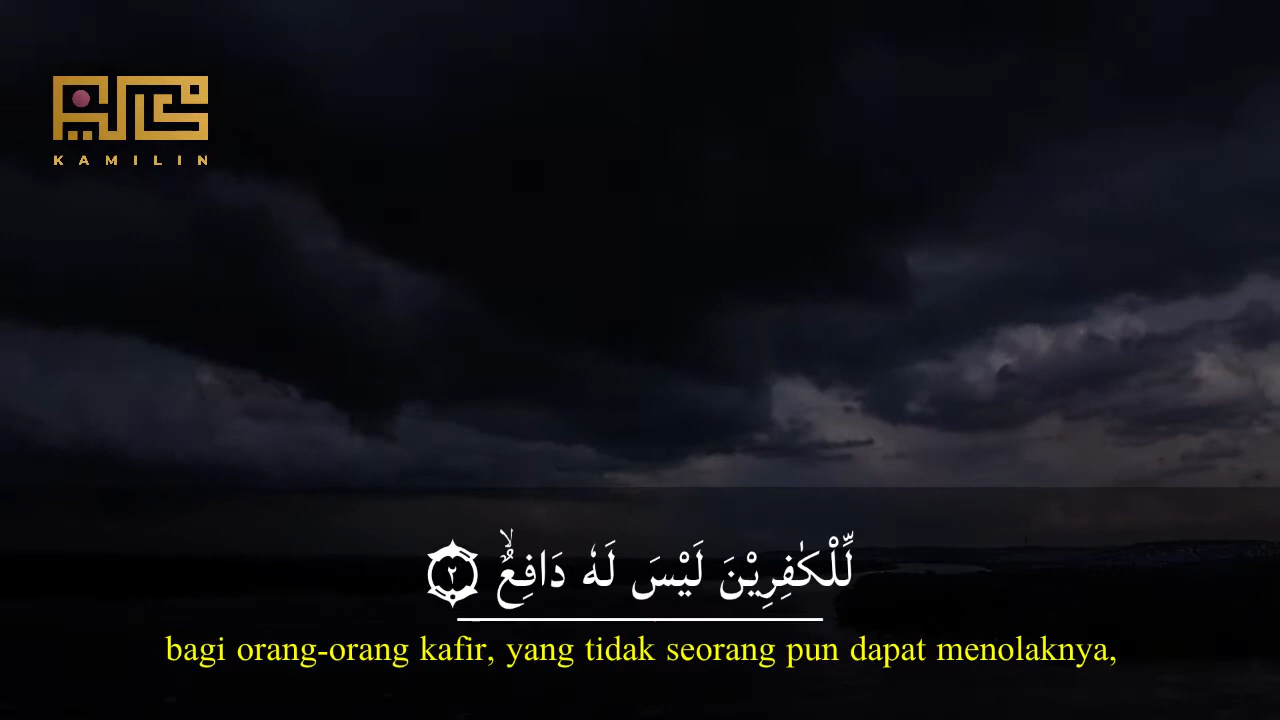 KAMILIN
لِّلْكٰفِرِيْنَ لَيْسَ لَهٗ دَافِعٌۙ ٢
bagi orang-orang kafir, yang tidak seorang pun dapat menolaknya,